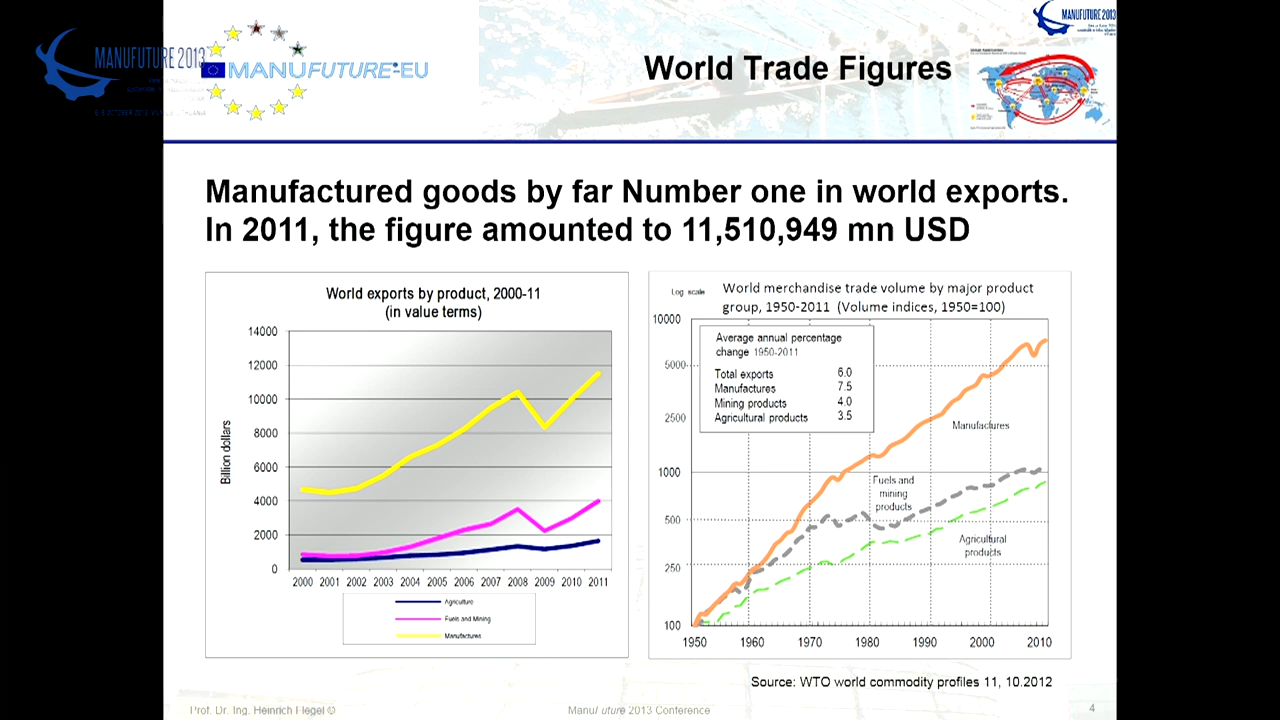 MANUFUTURE 2013
MANUFUTURE-EU
World Trade Figures
MANUFUTURE 2013
Manufactured goods by far Number one in world exports.
In 2011, the figure amounted to 11,510,949 mn USD
World exports by product, 2000-11
(in value terms)
Billion dollars
14000
12000
10000
8000
6000
4000
2000
0
2000 2001 2002 2003 2004 2005 2006 2007 2008 2009 2010 2011
Agriculture
Fuels and Mining
Manufactures
Log scale
World merchandise trade volume by major product
group, 1950-2011 (Volume indices, 1950=100)
10000
5000
2500
1000
500
250
100
Average annual percentage
change 1950-2011
Total exports 6.0
Manufactures 7.5
Mining products 4.0
Agricultural products 3.5
Manufactures
Fuels and
mining
products
Agricultural
products
1950 1960 1970 1980 1990 2000 2010
Source: WTO world commodity profiles 11, 10.2012
Prof. Dr. Ing. Heinrich Flegel ©
ManuFuture 2013 Conference
4